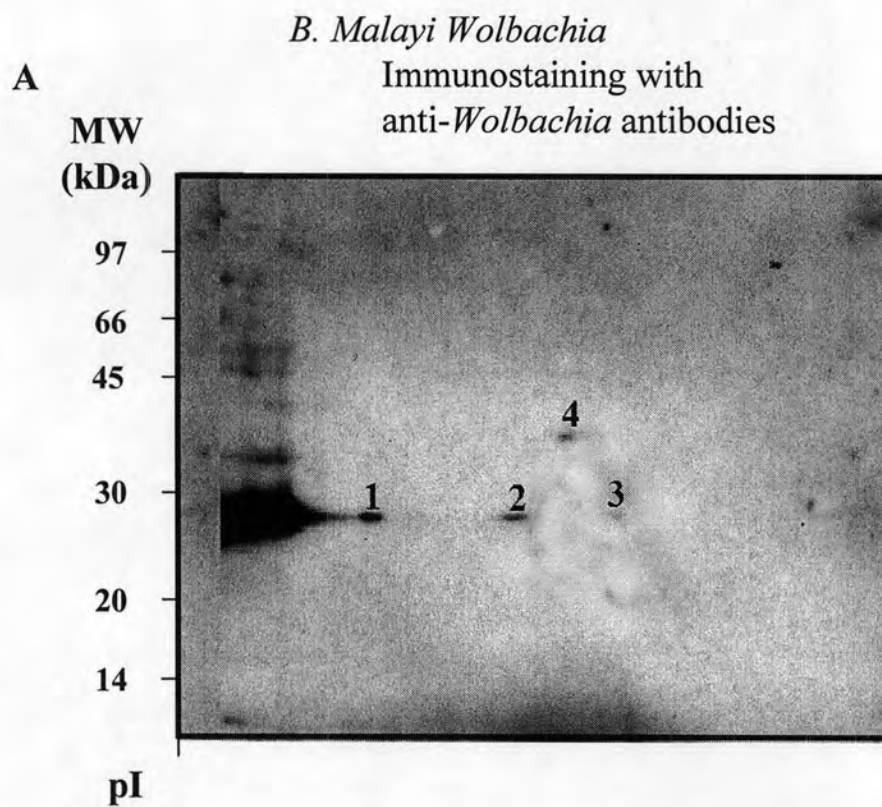 B. Malayi Wolbachia
Immunostaining with
anti-Wolbachia antibodies
A
MW
(kDa)
97
66
45
4
30
1
2
3
20
14
pI